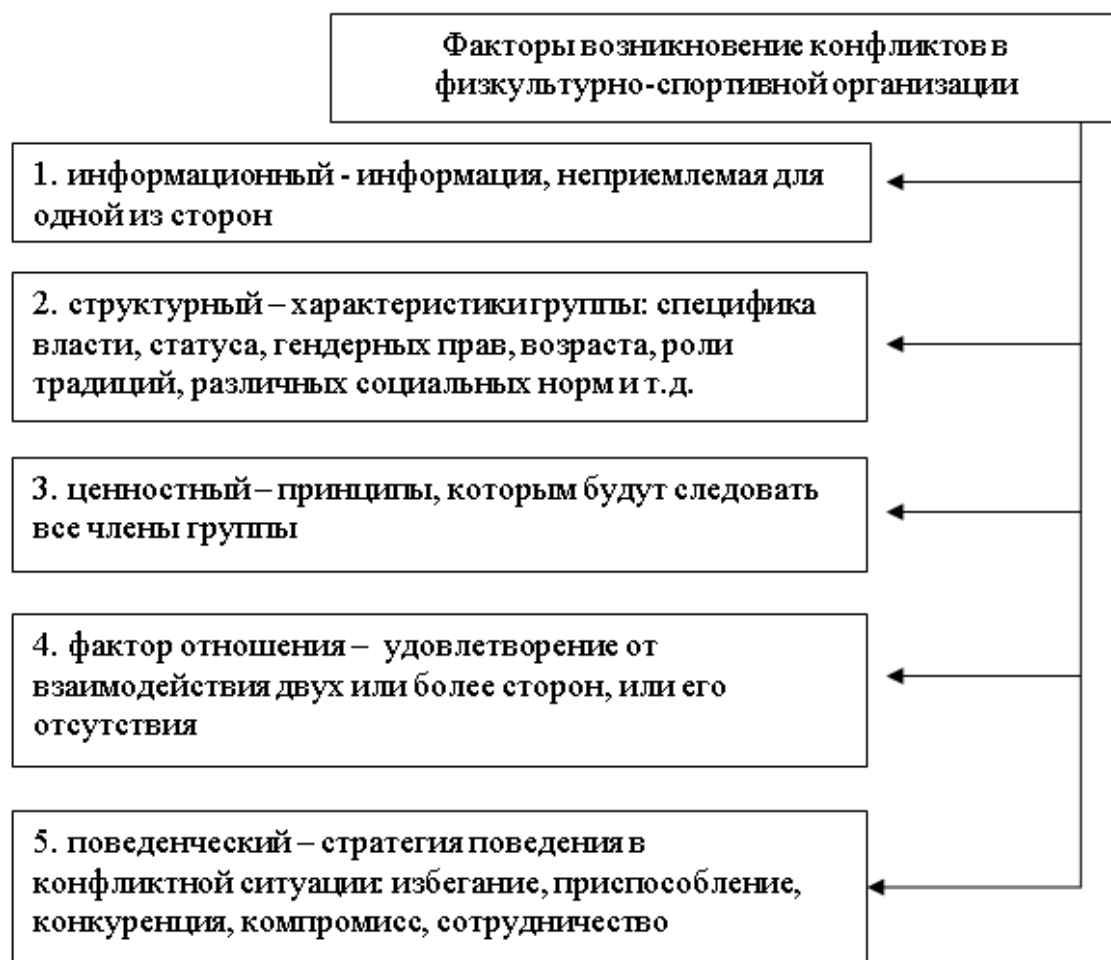 Факторы возникновение конфликтов в
физкультурно-спортивной организации
1. информационный - информация, неприемлемая для
одной из сторон
2. структурный – характеристики группы: специфика
власти, статуса, гендерных прав, возраста, роли
традиций, различных социальных норм и т.д.
3. ценностный – принципы, которым будут следовать
все члены группы
4. фактор отношения – удовлетворение от
взаимодействия двух или более сторон, или его
отсутствия
5. поведенческий – стратегия поведения в
конфликтной ситуации: избегание, приспособление,
конкуренция, компромисс, сотрудничество